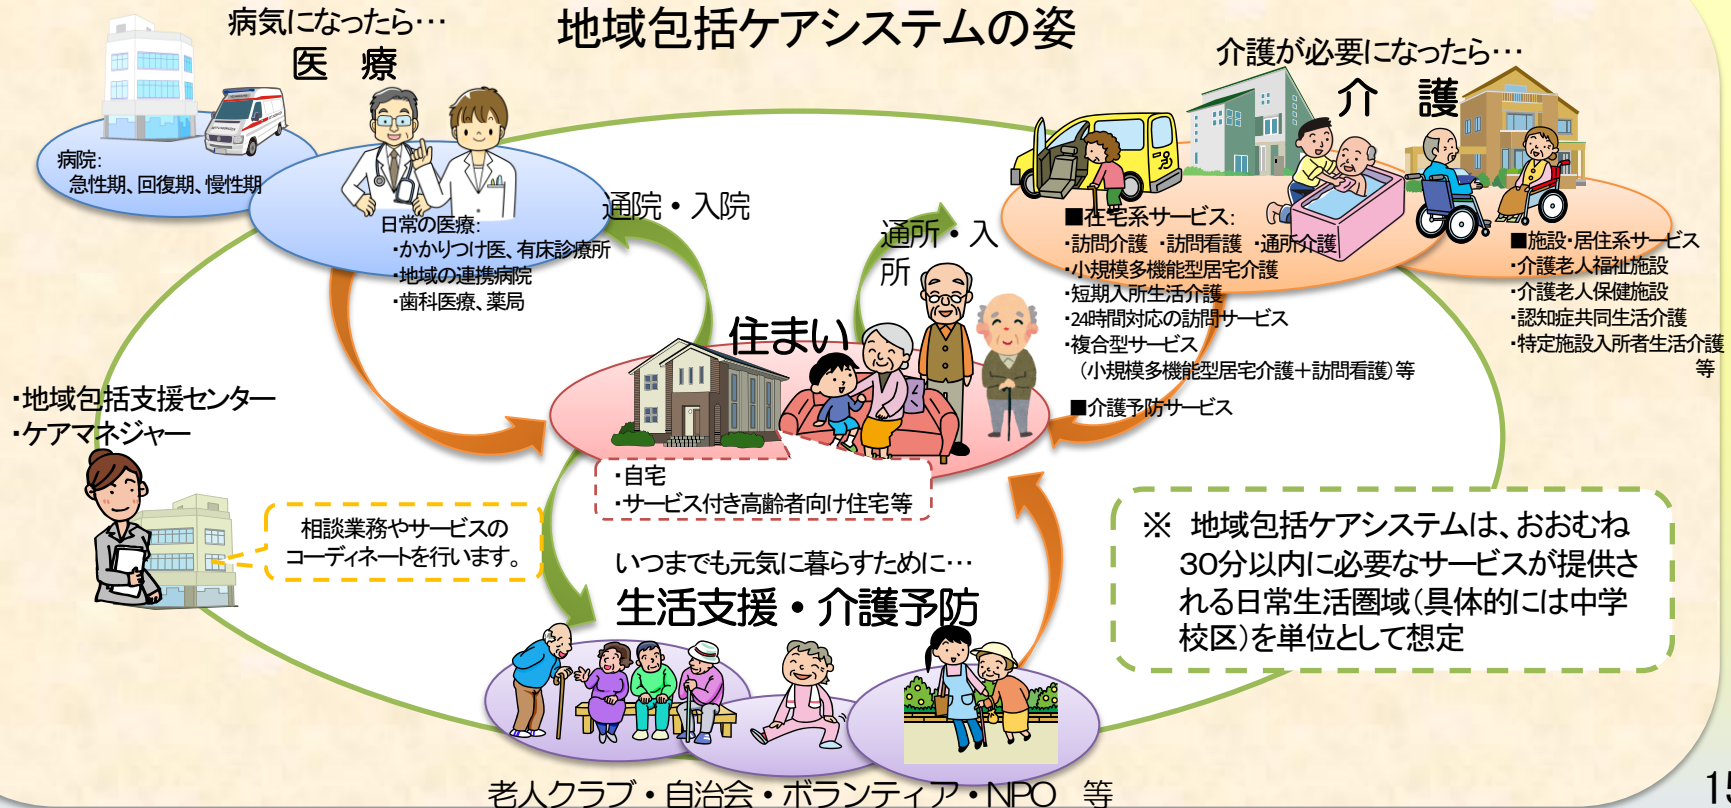 地域包括ケアシステムの姿
病気になったら…
医 療
病院:
急性期、回復期、慢性期
日常の医療:
・かかりつけ医、有床診療所
・地域の連携病院
・歯科医療、薬局
通院・入院
通所・入
所
介護が必要になったら…
介 護
■在宅系サービス:
・訪問介護 ・訪問看護 ・通所介護
・小規模多機能型居宅介護
・短期入所生活介護
・24時間対応の訪問サービス
・複合型サービス
(小規模多機能型居宅介護+訪問看護)等
■介護予防サービス
■施設・居住系サービス
・介護老人福祉施設
・介護老人保健施設
・認知症共同生活介護
・特定施設入所者生活介護
等
住まい
・自宅
・サービス付き高齢者向け住宅等
・地域包括支援センター
・ケアマネジャー
相談業務やサービスの
コーディネートを行います。
いつまでも元気に暮らすために…
生活支援・介護予防
老人クラブ・自治会・ボランティア・NPO 等
※ 地域包括ケアシステムは、おおむね
30分以内に必要なサービスが提供さ
れる日常生活圏域(具体的には中学
校区)を単位として想定
15